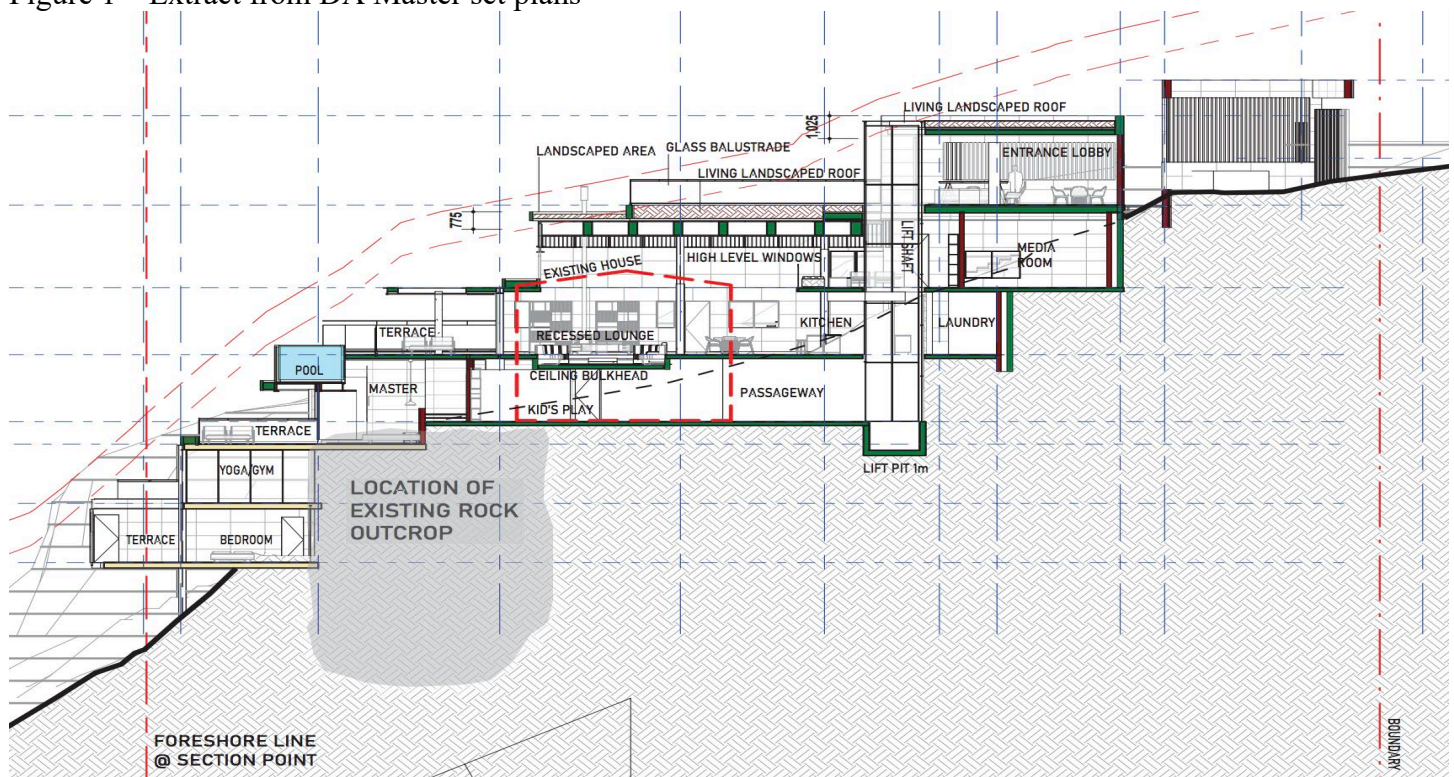 Figure 1 – Extract from DA Master set plans
LIVING LANDSCAPED ROOF
1,025
LANDSCAPED AREA
GLASS BALUSTRADE
ENTRANCE LOBBY
LIVING LANDSCAPED ROOF
775
LIFT SHAFT
MEDIA
ROOM
HIGH LEVEL WINDOWS
EXISTING HOUSE
TERRACE
RECESSED LOUNGE
KITCHEN
LAUNDRY
POOL
MASTER
CEILING BULKHEAD
PASSAGEWAY
KID'S PLAY
TERRACE
YOGA/GYM
LIFT PIT 1m
LOCATION OF
EXISTING ROCK
OUTCROP
TERRACE
BEDROOM
FORESHORE LINE
@ SECTION POINT
BOUNDARY